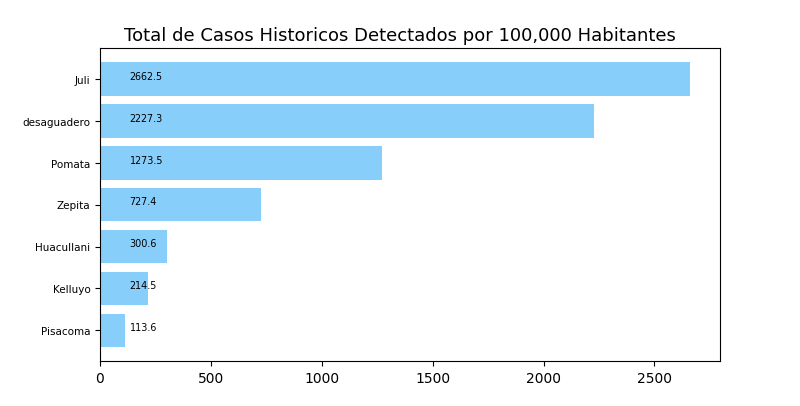 Total de Casos Historicos Detectados por 100,000 Habitantes
Juli 2662.5
desaguadero 2227.3
Pomata 1273.5
Zepita 727.4
Huacullani 300.6
Kelluyo 214.5
Pisacoma 113.6
0 500 1000 1500 2000 2500